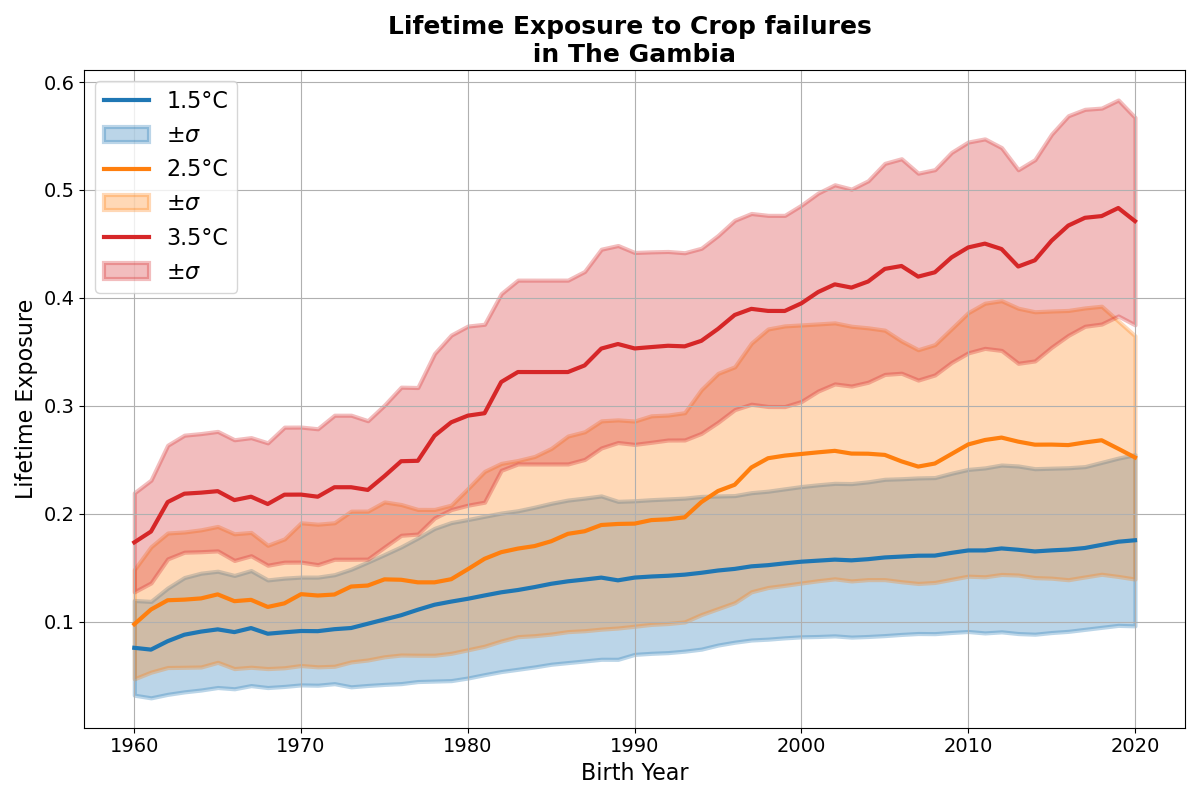 Lifetime Exposure to Crop failures
in The Gambia
1.5°C
±σ
2.5°C
±σ
3.5°C
±σ
Lifetime Exposure
0.6
0.5
0.4
0.3
0.2
0.1
1960 1970 1980 1990 2000 2010 2020
Birth Year